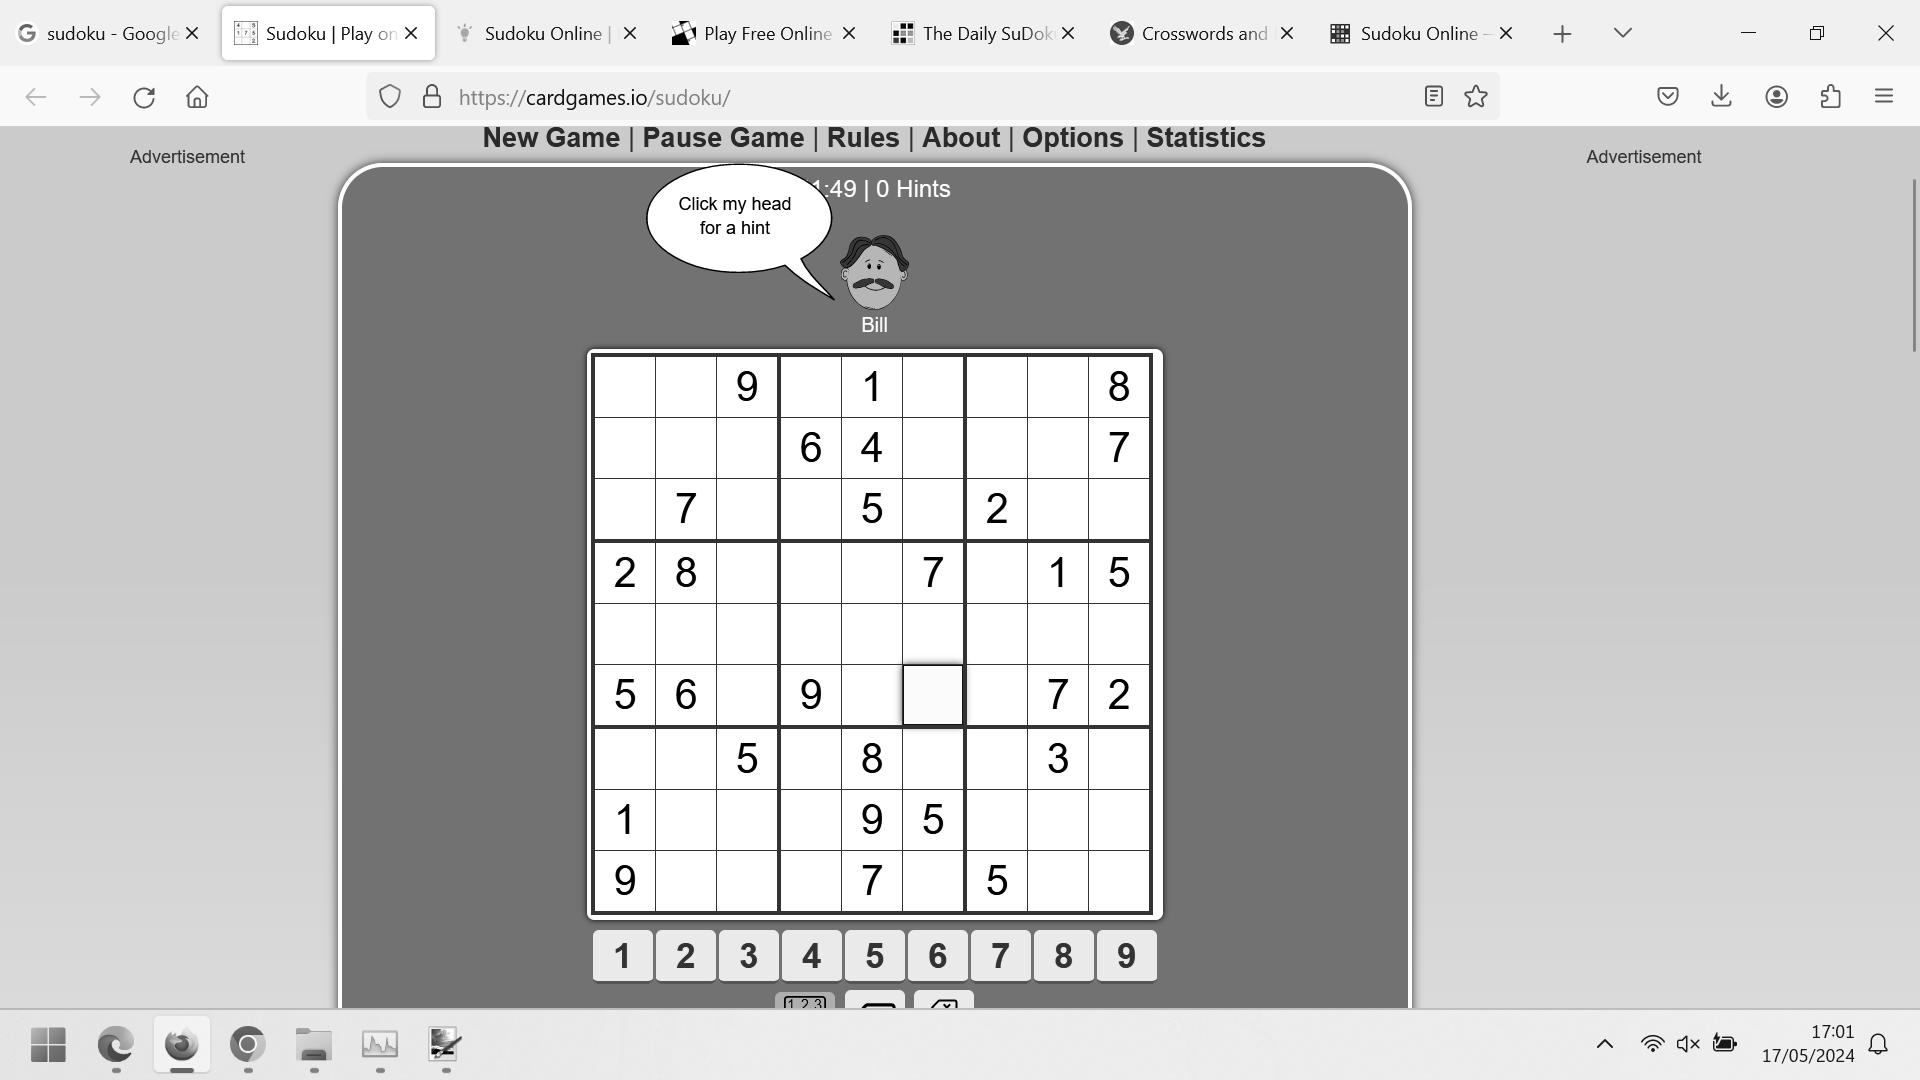 sudoku - Google
Sudoku | Play on
Sudoku Online |
Play Free Online
The Daily SuDok
Crosswords and
Sudoku Online –
https://cardgames.io/sudoku/
New Game | Pause Game | Rules | About | Options | Statistics
Advertisement
Advertisement
1:49 | 0 Hints
Click my head
for a hint
Bill
9 1 8
6 4 7
7 5 2
2 8 7 1 5
5 6 9 7 2
5 8 3
1 9 5
9 7 5
1 2 3 4 5 6 7 8 9
1 2 3
17:01
17/05/2024